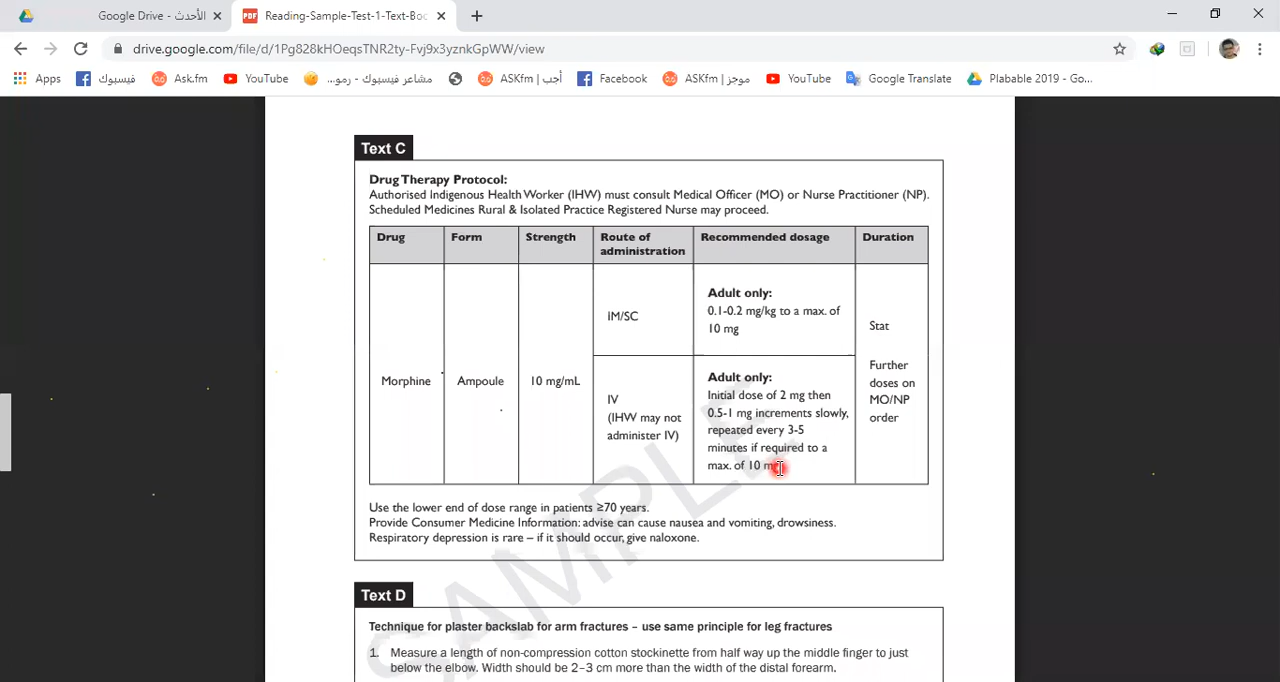 الأحدث - Google Drive
PDF Reading-Sample-Test-1-Text-Boo
drive.google.com/file/d/1Pg828kHOeqsTNR2ty-Fvj9x3yznkGpWW/view
Apps فيسبوك Ask.fm YouTube مشاعر فيسبوك - رمو... ASKfm | أجب Facebook ASKfm | موجز YouTube Google Translate Plabable 2019 - Go...
Text C
Drug Therapy Protocol:
Authorised Indigenous Health Worker (IHW) must consult Medical Officer (MO) or Nurse Practitioner (NP).
Scheduled Medicines Rural & Isolated Practice Registered Nurse may proceed.
Drug Form Strength Route of administration Recommended dosage Duration
Morphine Ampoule 10 mg/mL
IM/SC
Adult only:
0.1-0.2 mg/kg to a max. of
10 mg
IV
(IHW may not
administer IV)
Adult only:
Initial dose of 2 mg then
0.5-1 mg increments slowly,
repeated every 3-5
minutes if required to a
max. of 10 mg
Stat
Further
doses on
MO/NP
order
Use the lower end of dose range in patients ≥70 years.
Provide Consumer Medicine Information: advise can cause nausea and vomiting, drowsiness.
Respiratory depression is rare – if it should occur, give naloxone.
SAMPLE
Text D
Technique for plaster backslab for arm fractures – use same principle for leg fractures
1. Measure a length of non-compression cotton stockinette from half way up the middle finger to just
below the elbow. Width should be 2–3 cm more than the width of the distal forearm.